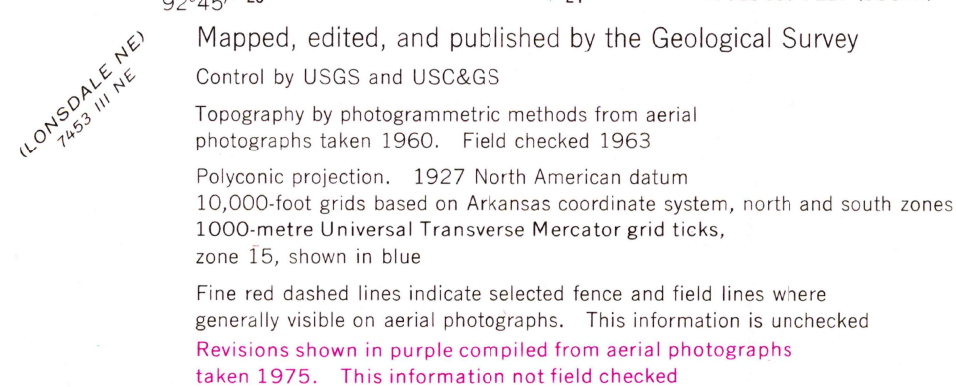 92°45'
(LONSDALE NE)
7453 III NE
Mapped, edited, and published by the Geological Survey
Control by USGS and USC&GS
Topography by photogrammetric methods from aerial
photographs taken 1960. Field checked 1963
Polyconic projection. 1927 North American datum
10,000-foot grids based on Arkansas coordinate system, north and south zones
1000-metre Universal Transverse Mercator grid ticks,
zone 15, shown in blue
Fine red dashed lines indicate selected fence and field lines where
generally visible on aerial photographs. This information is unchecked
Revisions shown in purple compiled from aerial photographs
taken 1975. This information not field checked